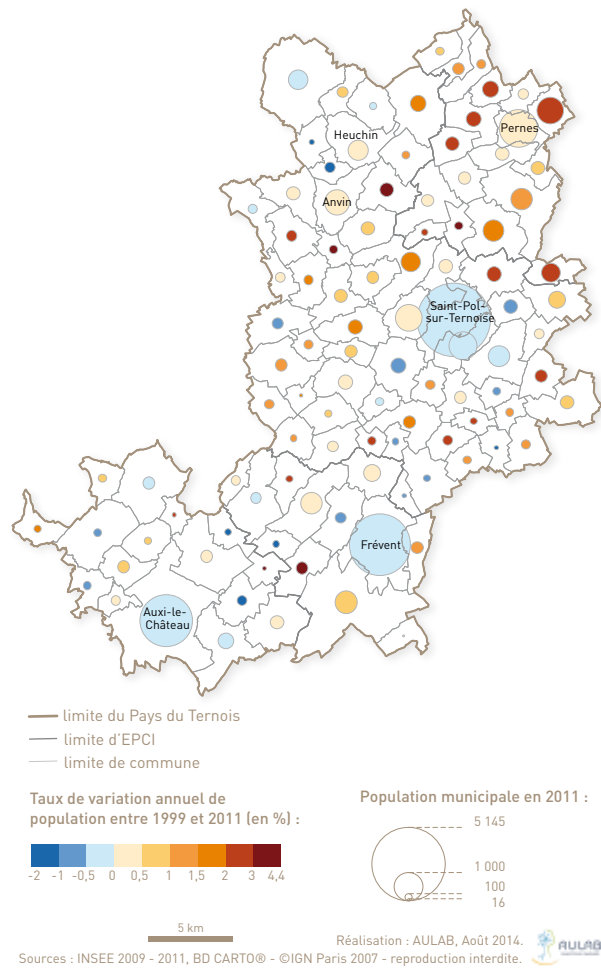 Pernes
Heuchin
Anvin
Saint-Pol-
sur-Ternoise
Frévent
Auxi-le-
Château
limite du Pays du Ternois
limite d'EPCI
limite de commune
Taux de variation annuel de
population entre 1999 et 2011 (en %) :
-2 -1 -0,5 0 0,5 1 1,5 2 3 4,4
Population municipale en 2011 :
5 145
1 000
100
16
5 km
Réalisation : AULAB, Août 2014.
AULAB
Sources : INSEE 2009 - 2011, BD CARTO® - ©IGN Paris 2007 - reproduction interdite.